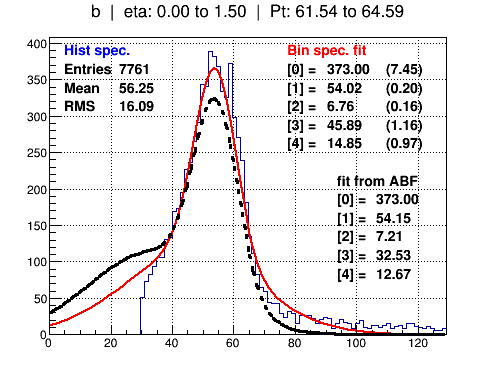 b | eta: 0.00 to 1.50 | Pt: 61.54 to 64.59
Hist spec.
Entries 7761
Mean 56.25
RMS 16.09
Bin spec. fit
[0] = 373.00 (7.45)
[1] = 54.02 (0.20)
[2] = 6.76 (0.16)
[3] = 45.89 (1.16)
[4] = 14.85 (0.97)
fit from ABF
[0] = 373.00
[1] = 54.15
[2] = 7.21
[3] = 32.53
[4] = 12.67
400
350
300
250
200
150
100
50
0
0 20 40 60 80 100 120